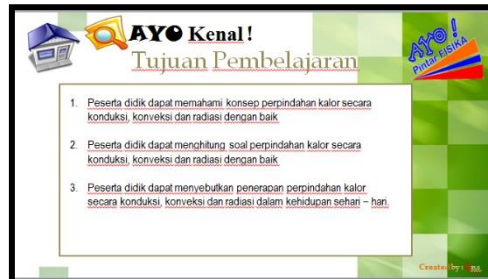 AYO Kenal!
Tujuan Pembelajaran
AYO!
Pintar FISIKA
1. Peserta didik dapat memahami konsep perpindahan kalor secara
konduksi, konveksi dan radiasi dengan baik
2. Peserta didik dapat menghitung soal perpindahan kalor secara
konduksi, konveksi dan radiasi dengan baik
3. Peserta didik dapat menyebutkan penerapan perpindahan kalor
secara konduksi, konveksi dan radiasi dalam kehidupan sehari – hari.
Created by :